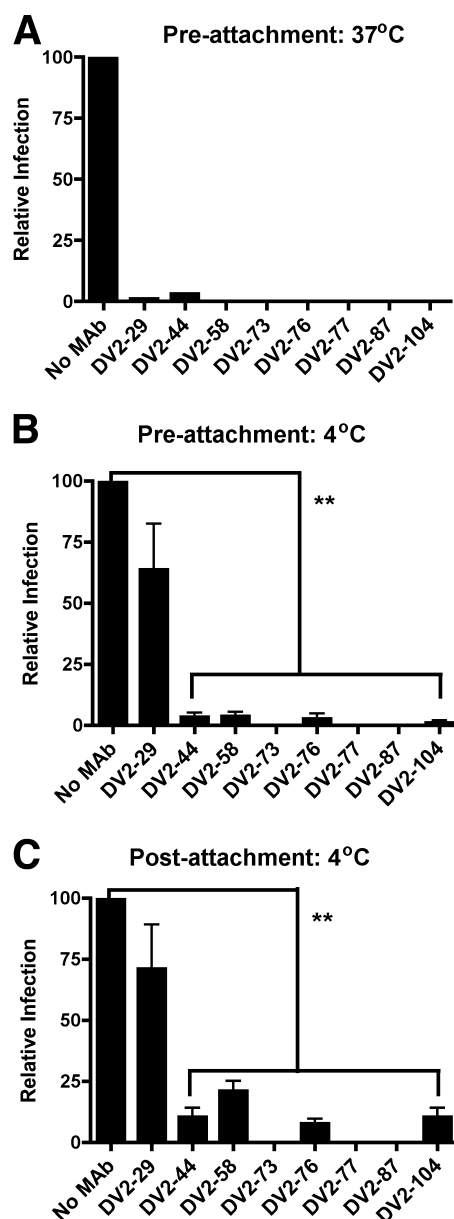 A
Pre-attachment: 37°C
Relative Infection
100
75
50
25
0
No MAb
DV2-29
DV2-44
DV2-58
DV2-73
DV2-76
DV2-77
DV2-87
DV2-104
B
Pre-attachment: 4°C
Relative Infection
100
75
50
25
0
**
No MAb
DV2-29
DV2-44
DV2-58
DV2-73
DV2-76
DV2-77
DV2-87
DV2-104
C
Post-attachment: 4°C
Relative Infection
100
75
50
25
0
**
No MAb
DV2-29
DV2-44
DV2-58
DV2-73
DV2-76
DV2-77
DV2-87
DV2-104